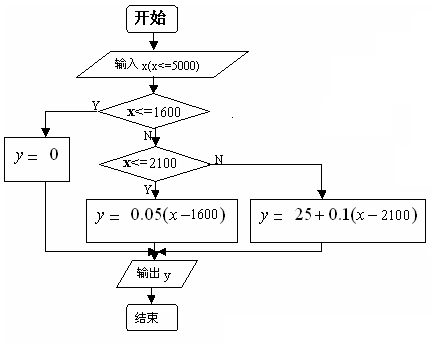 开始
输入 x(x<=5000)
Y
x<=1600
N
y = 0
x<=2100
N
Y
y = 0.05(x-1600)
y = 25+0.1(x-2100)
输出 y
结束